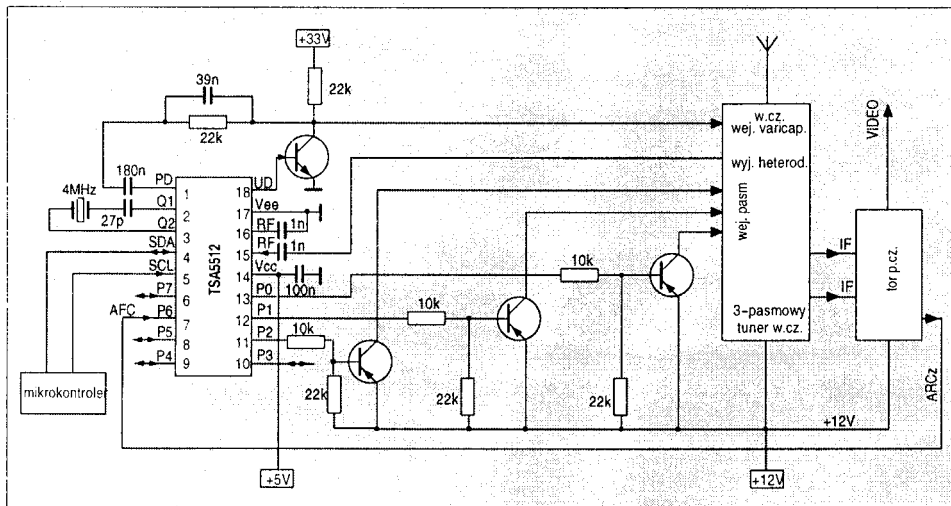 +33V
39n
22k
22k
180n
4MHz
27p
PD
Q1
Q2
SDA
SCL
P7
AFC
P6
P5
P4
1
2
3
4
5
6
7
8
9
TSA5512
18
17
16
15
14
13
12
11
10
UD
Vee
RF
1n
RF
1n
Vcc
100n
P0
P1
P2
P3
10k
10k
10k
22k
22k
22k
mikrokontroler
+5V
w.cz.
wej. varicap.
wyj. heterod.
wej. pasm
3-pasmowy
tuner w.cz.
IF
IF
tor p.cz.
VIDEO
ARCz
+12V
+12V